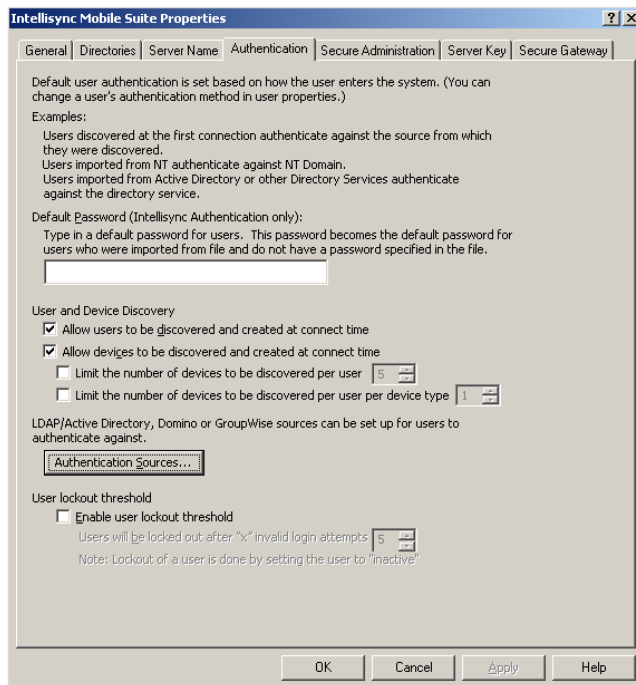 Intellisync Mobile Suite Properties
General
Directories
Server Name
Authentication
Secure Administration
Server Key
Secure Gateway
Default user authentication is set based on how the user enters the system. (You can
change a user's authentication method in user properties.)
Examples:
Users discovered at the first connection authenticate against the source from which
they were discovered.
Users imported from NT authenticate against NT Domain.
Users imported from Active Directory or other Directory Services authenticate
against the directory service.
Default Password (Intellisync Authentication only):
Type in a default password for users. This password becomes the default password for
users who were imported from file and do not have a password specified in the file.
User and Device Discovery
Allow users to be discovered and created at connect time
Allow devices to be discovered and created at connect time
Limit the number of devices to be discovered per user 5
Limit the number of devices to be discovered per user per device type 1
LDAP/Active Directory, Domino or GroupWise sources can be set up for users to
authenticate against.
Authentication Sources...
User lockout threshold
Enable user lockout threshold
Users will be locked out after "x" invalid login attempts 5
Note: Lockout of a user is done by setting the user to "inactive"
OK
Cancel
Apply
Help